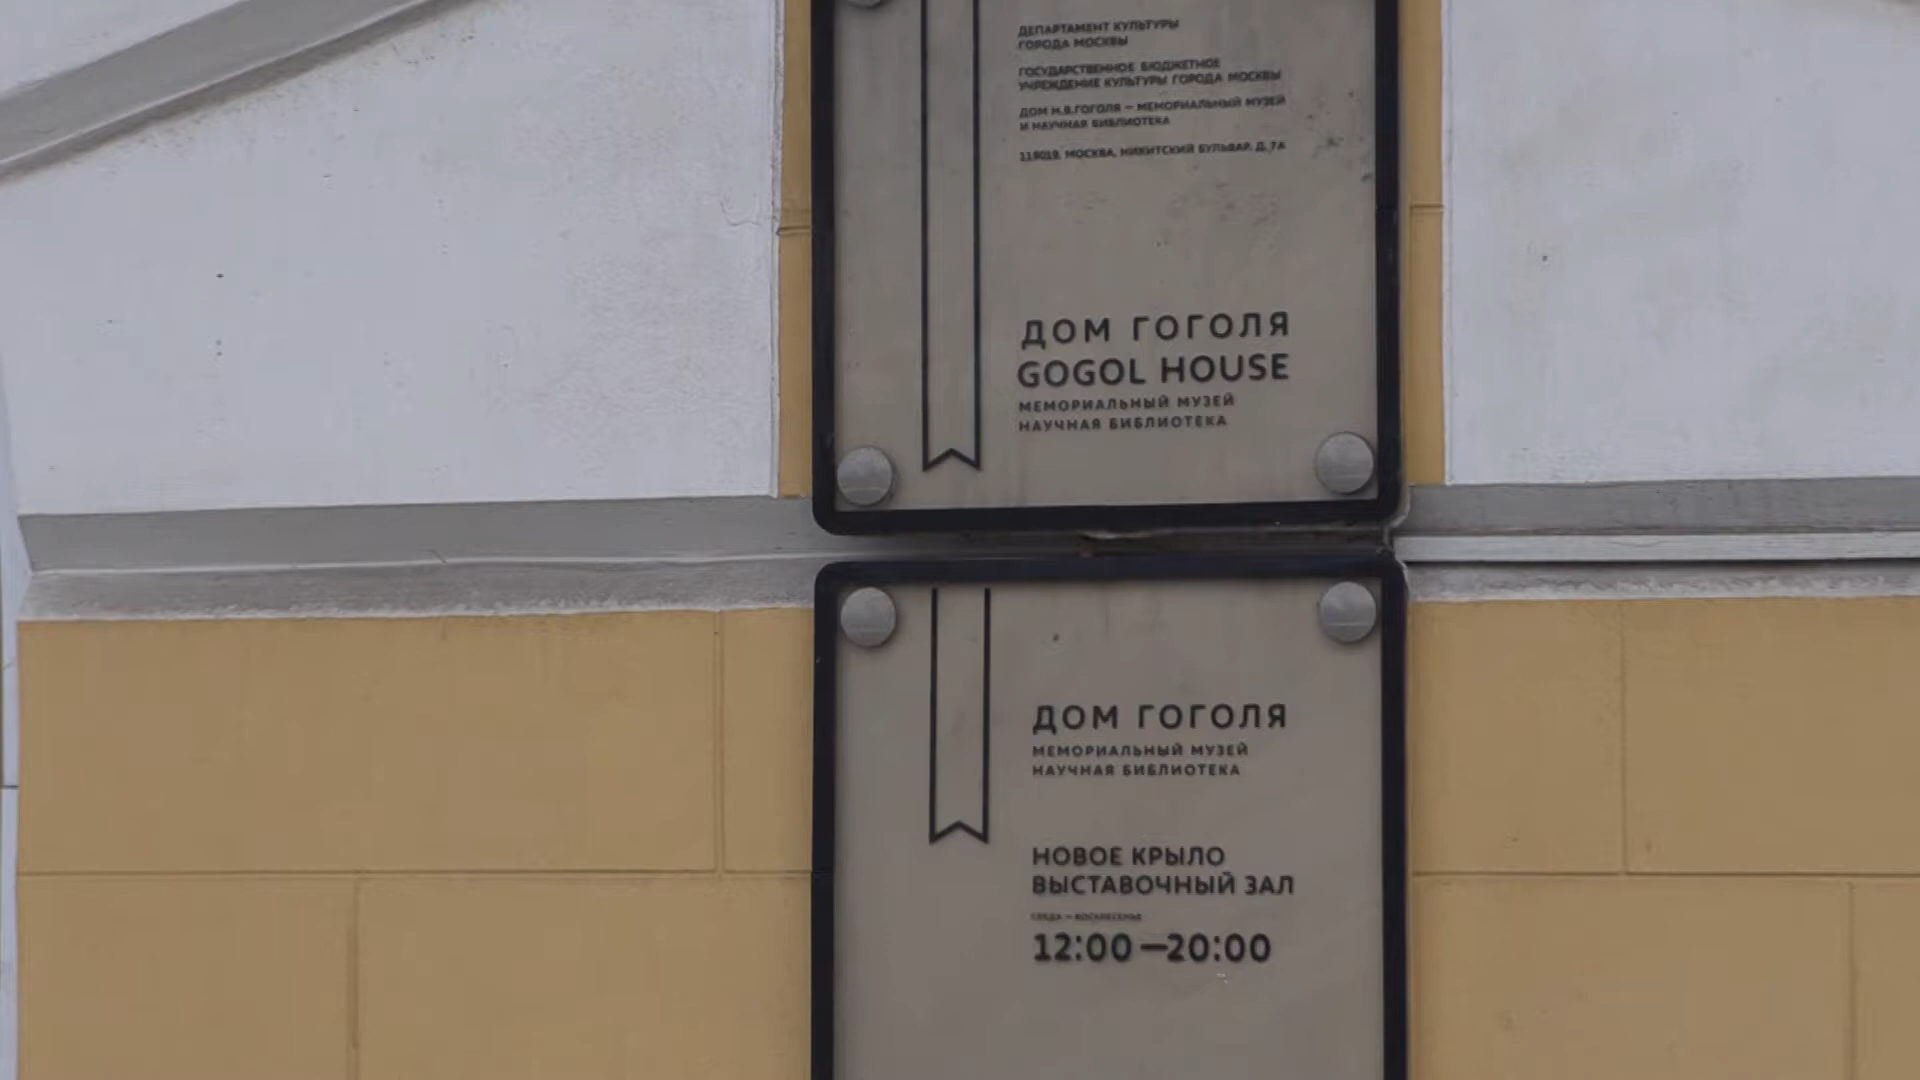 ДЕПАРТАМЕНТ КУЛЬТУРЫ
ГОРОДА МОСКВЫ
ГОСУДАРСТВЕННОЕ БЮДЖЕТНОЕ
УЧРЕЖДЕНИЕ КУЛЬТУРЫ ГОРОДА МОСКВЫ
ДОМ Н.В.ГОГОЛЯ — МЕМОРИАЛЬНЫЙ МУЗЕЙ
И НАУЧНАЯ БИБЛИОТЕКА
119019, МОСКВА, НИКИТСКИЙ БУЛЬВАР, Д. 7А
ДОМ ГОГОЛЯ
GOGOL HOUSE
МЕМОРИАЛЬНЫЙ МУЗЕЙ
НАУЧНАЯ БИБЛИОТЕКА
ДОМ ГОГОЛЯ
МЕМОРИАЛЬНЫЙ МУЗЕЙ
НАУЧНАЯ БИБЛИОТЕКА
НОВОЕ КРЫЛО
ВЫСТАВОЧНЫЙ ЗАЛ
СРЕДА — ВОСКРЕСЕНЬЕ
12:00—20:00